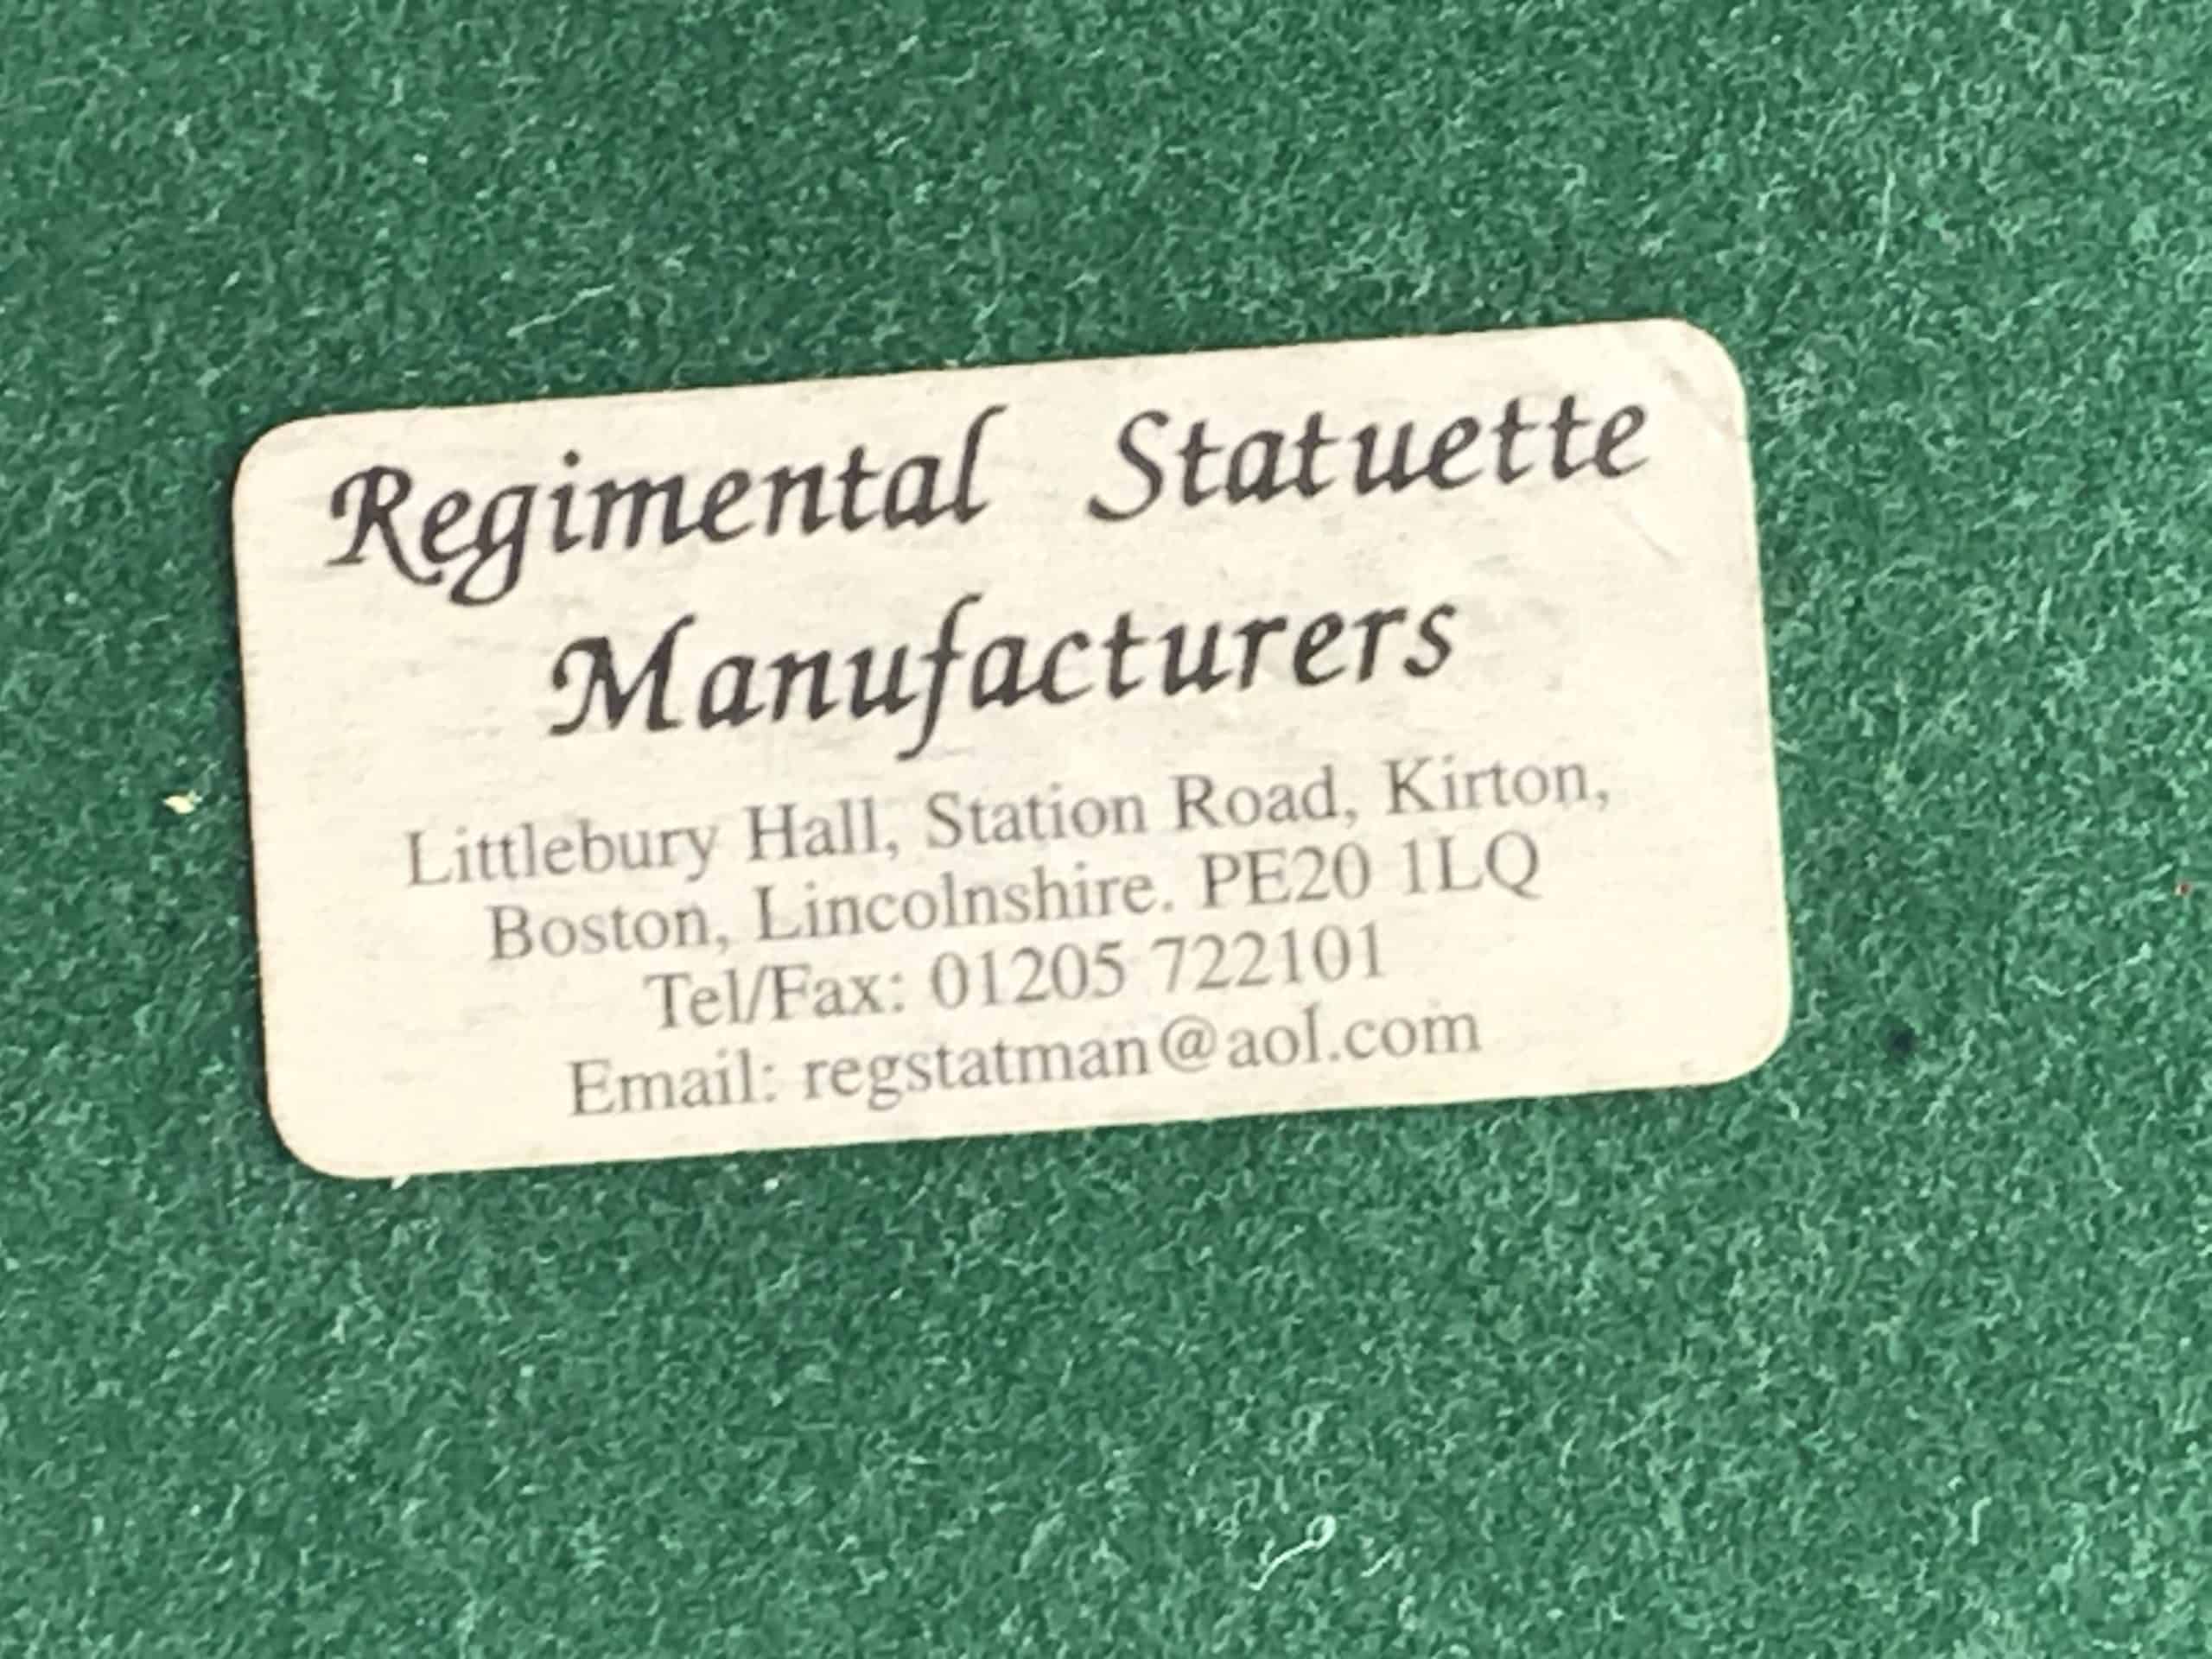 Regimental Statuette
Manufacturers
Littlebury Hall, Station Road, Kirton,
Boston, Lincolnshire. PE20 1LQ
Tel/Fax: 01205 722101
Email: regstatman@aol.com